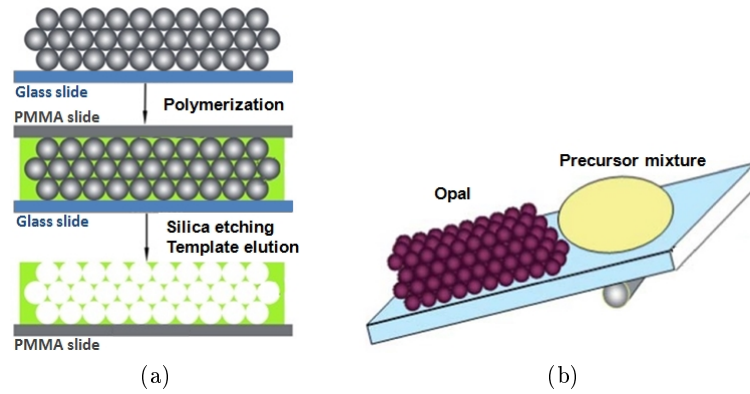 Glass slide
Polymerization
PMMA slide
Glass slide
Silica etching
Template elution
PMMA slide
(a)
Precursor mixture
Opal
(b)